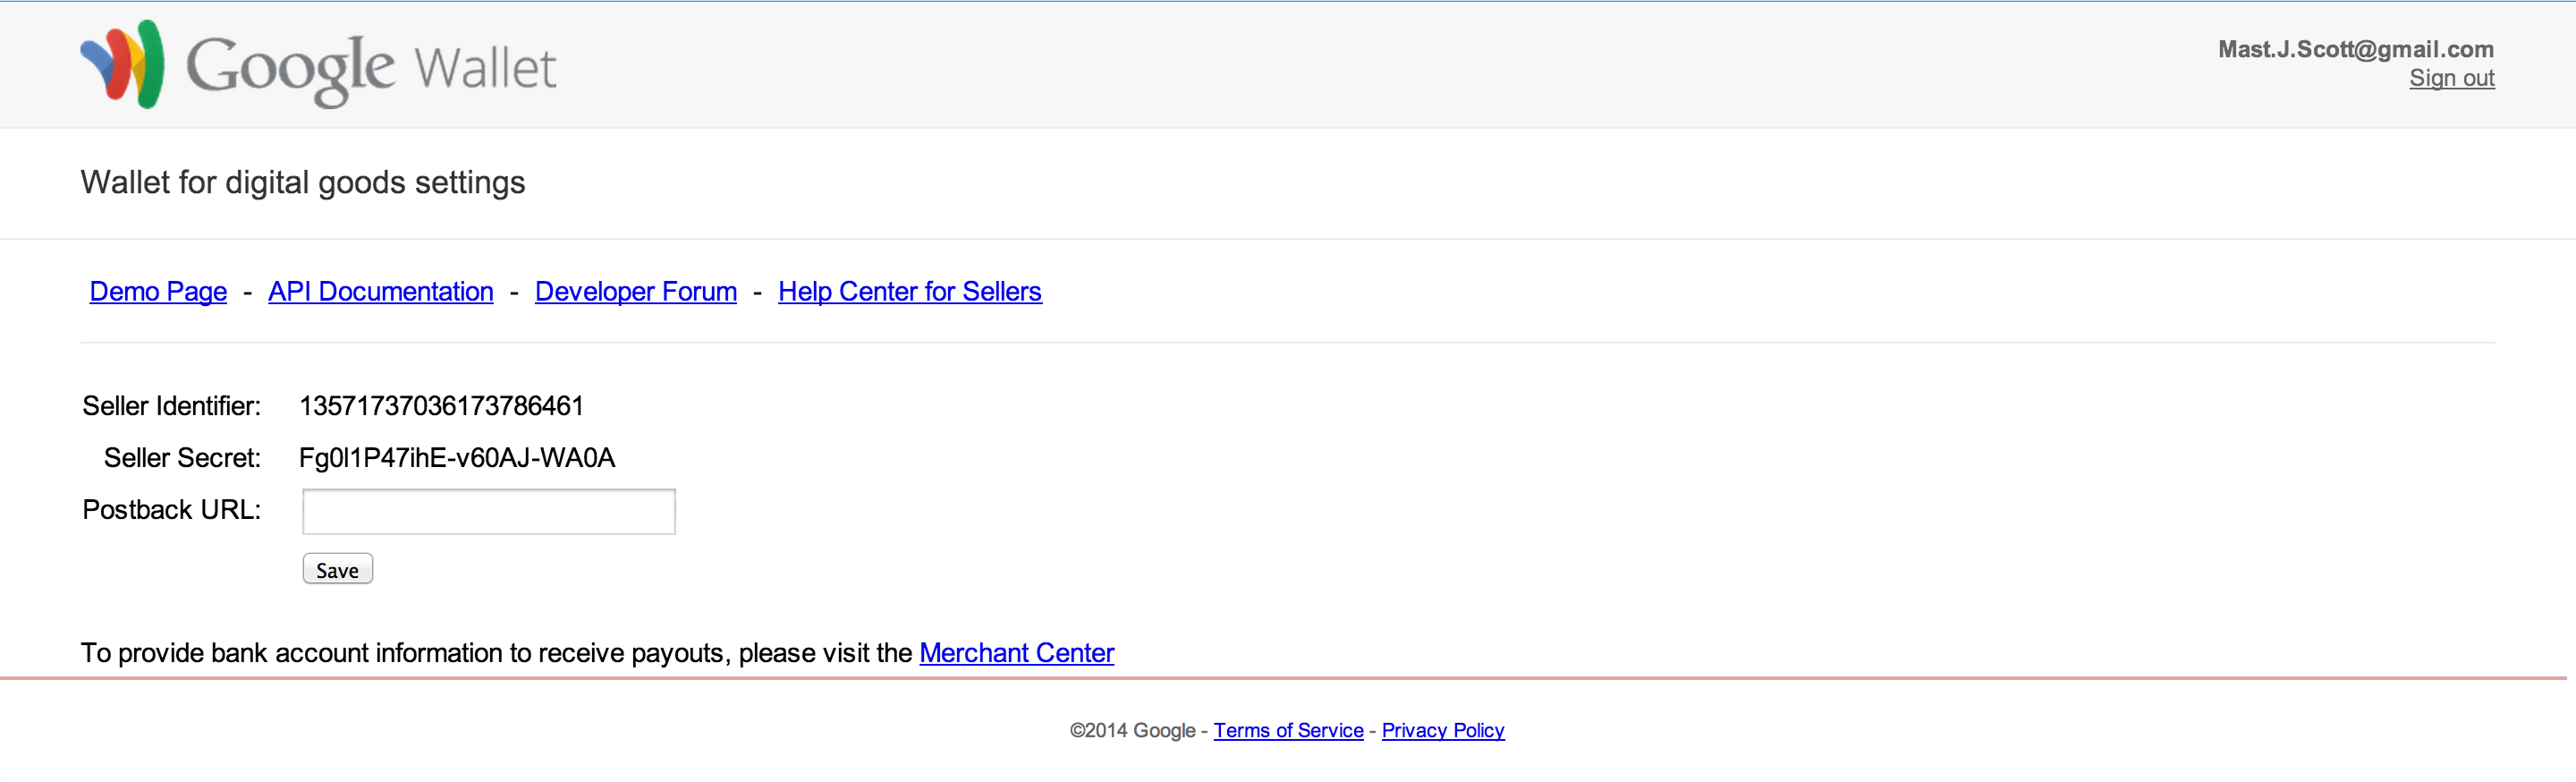 Google Wallet
Mast.J.Scott@gmail.com
Sign out
Wallet for digital goods settings
Demo Page - API Documentation - Developer Forum - Help Center for Sellers
Seller Identifier: 13571737036173786461
Seller Secret: Fg0l1P47ihE-v60AJ-WA0A
Postback URL:
Save
To provide bank account information to receive payouts, please visit the Merchant Center
©2014 Google - Terms of Service - Privacy Policy